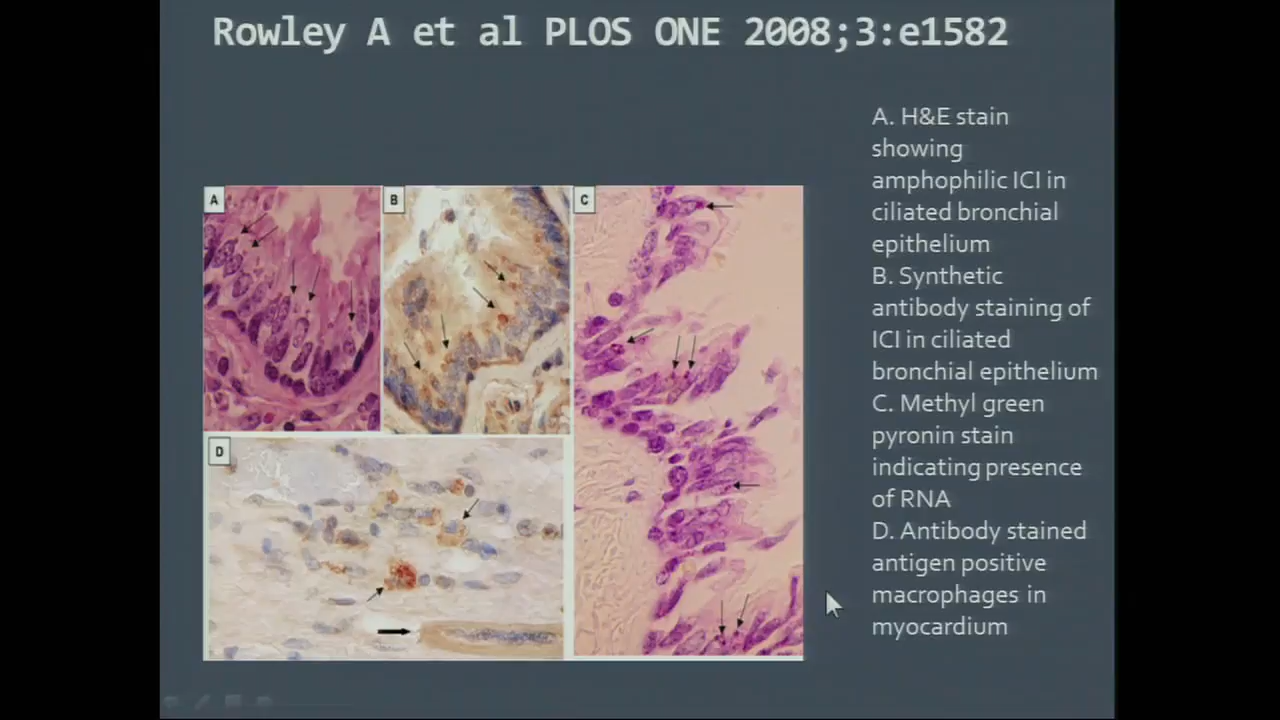 Rowley A et al PLOS ONE 2008;3:e1582
A
B
C
D
A. H&E stain
showing
amphophilic ICI in
ciliated bronchial
epithelium
B. Synthetic
antibody staining of
ICI in ciliated
bronchial epithelium
C. Methyl green
pyronin stain
indicating presence
of RNA
D. Antibody stained
antigen positive
macrophages in
myocardium